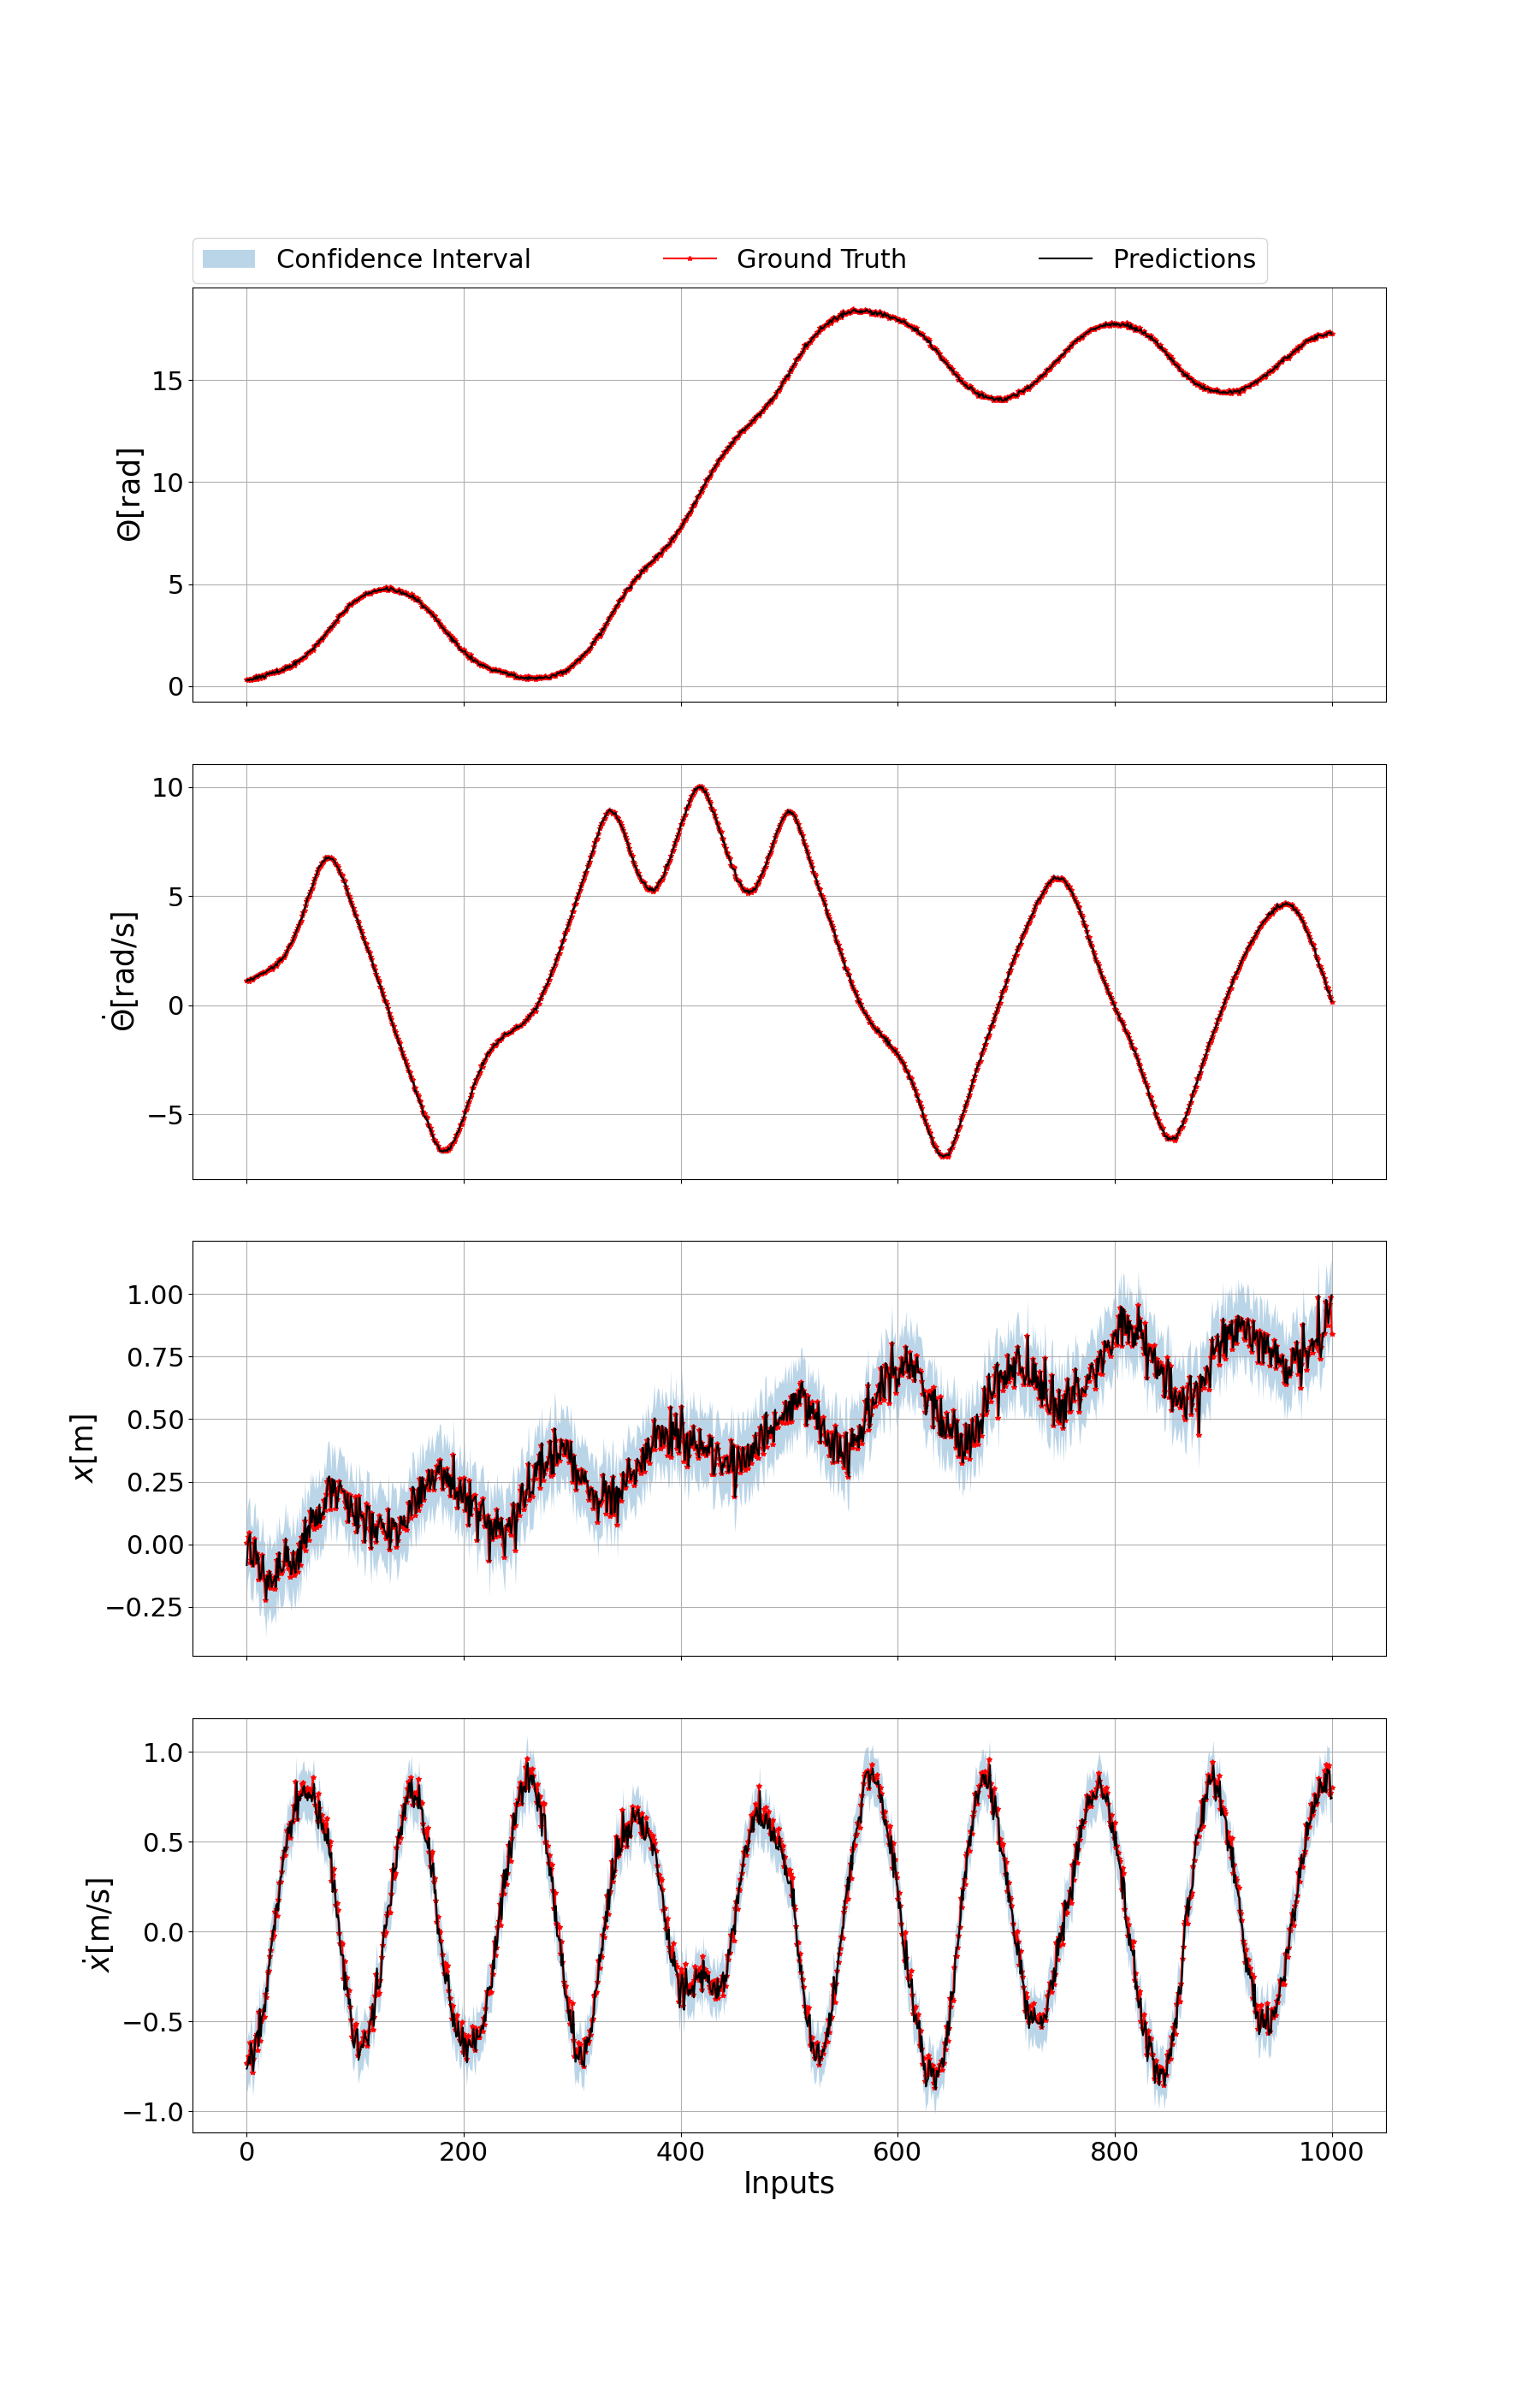 Confidence Interval Ground Truth Predictions
15
10
5
0
Θ[rad]
10
5
0
−5
Θ̇[rad/s]
1.00
0.75
0.50
0.25
0.00
−0.25
x[m]
1.0
0.5
0.0
−0.5
−1.0
ẋ[m/s]
0 200 400 600 800 1000
Inputs